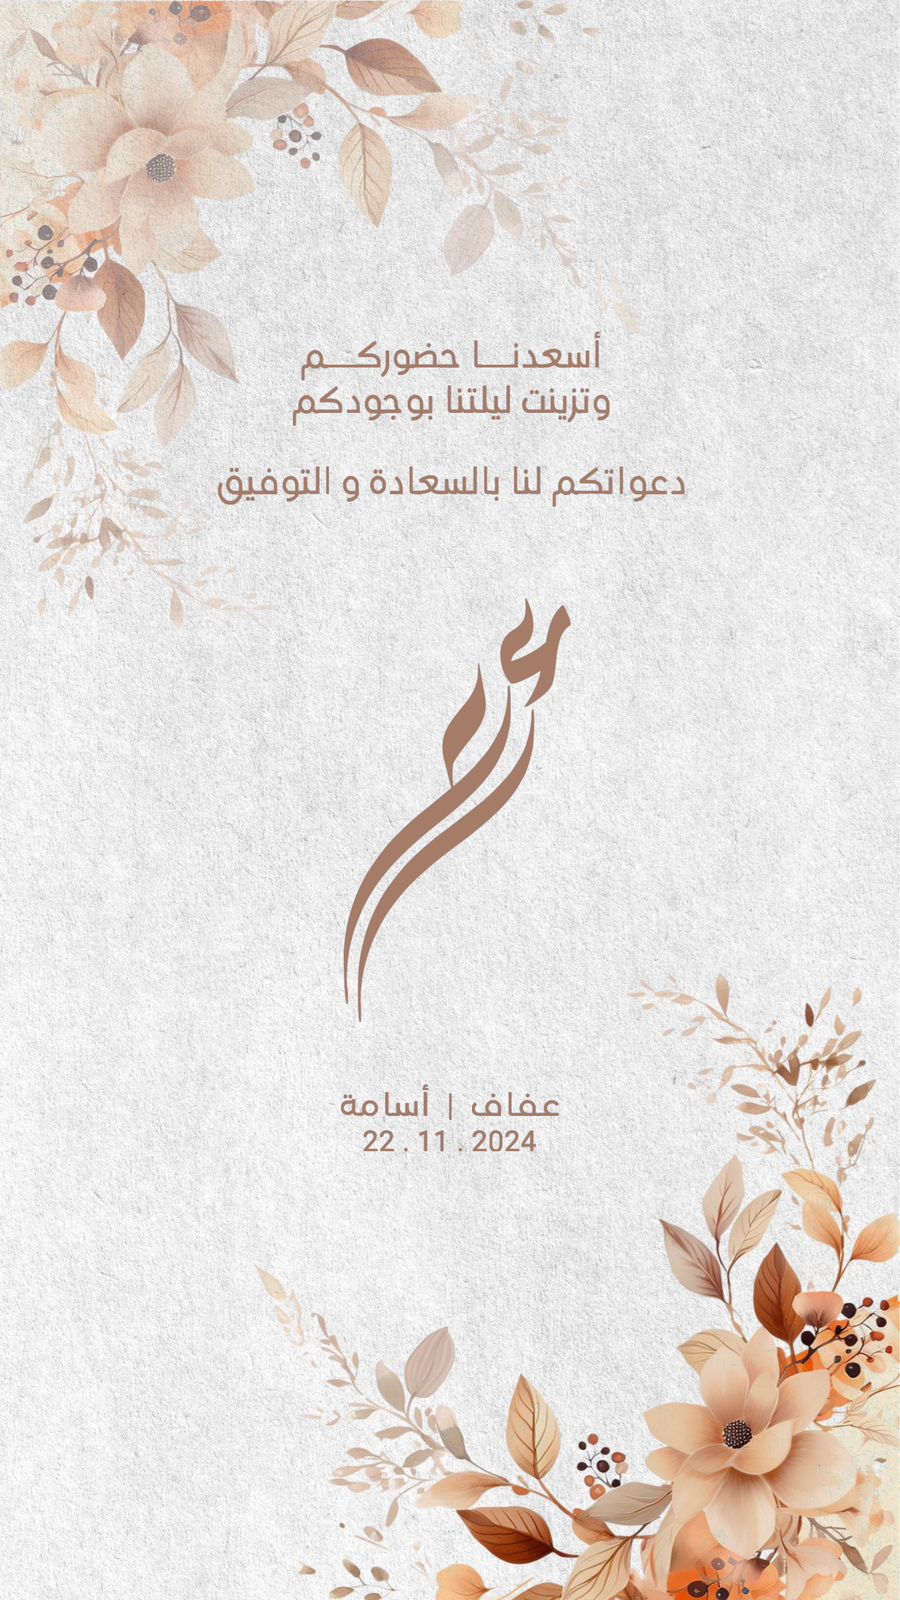 أسعدنـــا حضوركـــم
وتزينت ليلتنا بوجودكم
دعواتكم لنا بالسعادة و التوفيق
عفاف | أسامة
22 . 11 . 2024